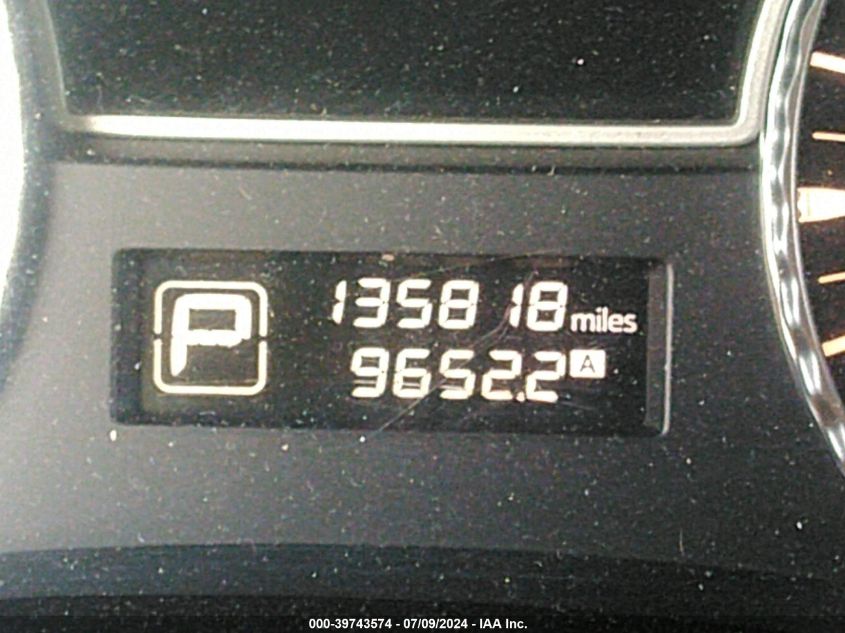 P
135818 miles
9652.2 A
000-39743574 / 07/09/2024 - IAA Inc.